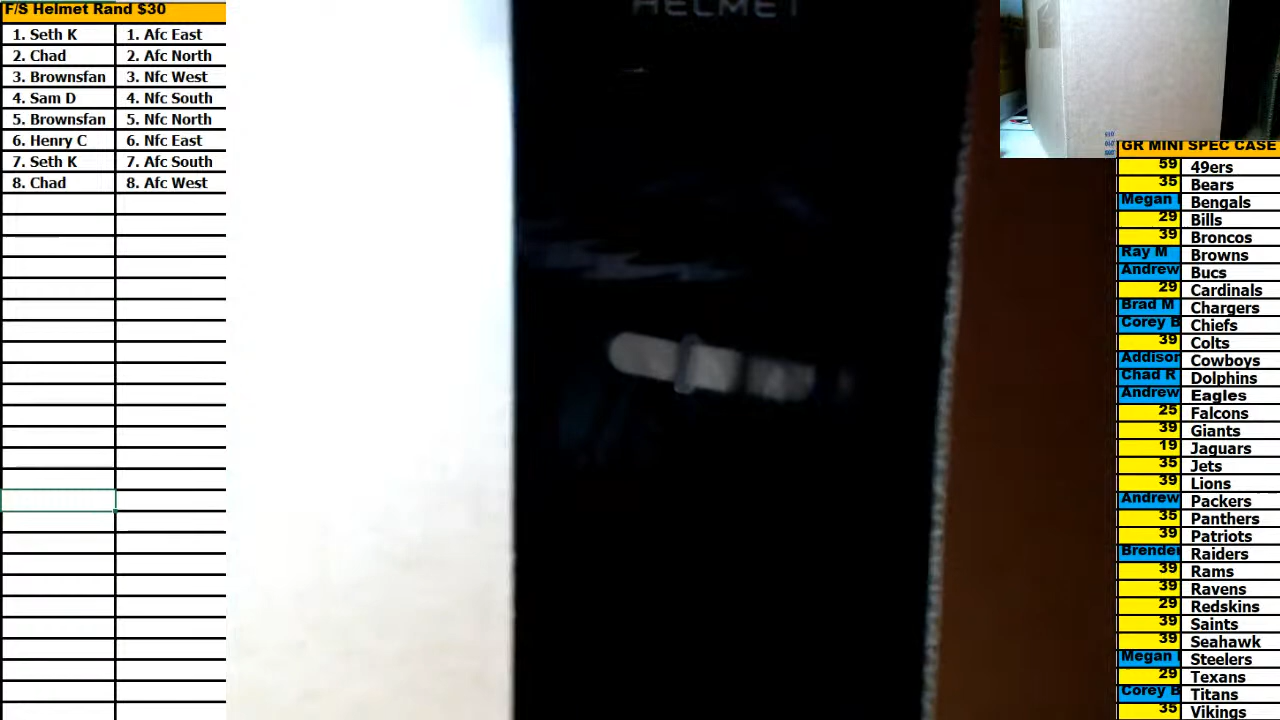 F/S Helmet Rand $30
1. Seth K 1. Afc East
2. Chad 2. Afc North
3. Brownsfan 3. Nfc West
4. Sam D 4. Nfc South
5. Brownsfan 5. Nfc North
6. Henry C 6. Nfc East
7. Seth K 7. Afc South
8. Chad 8. Afc West
HELMET
GR MINI SPEC CASE
59 49ers
35 Bears
Megan Bengals
29 Bills
39 Broncos
Ray M Browns
Andrew Bucs
29 Cardinals
Brad M Chargers
Corey B Chiefs
39 Colts
Addison Cowboys
Chad R Dolphins
Andrew Eagles
25 Falcons
39 Giants
19 Jaguars
35 Jets
39 Lions
Andrew Packers
35 Panthers
39 Patriots
Brenden Raiders
39 Rams
39 Ravens
29 Redskins
39 Saints
39 Seahawk
Megan Steelers
29 Texans
Corey B Titans
35 Vikings